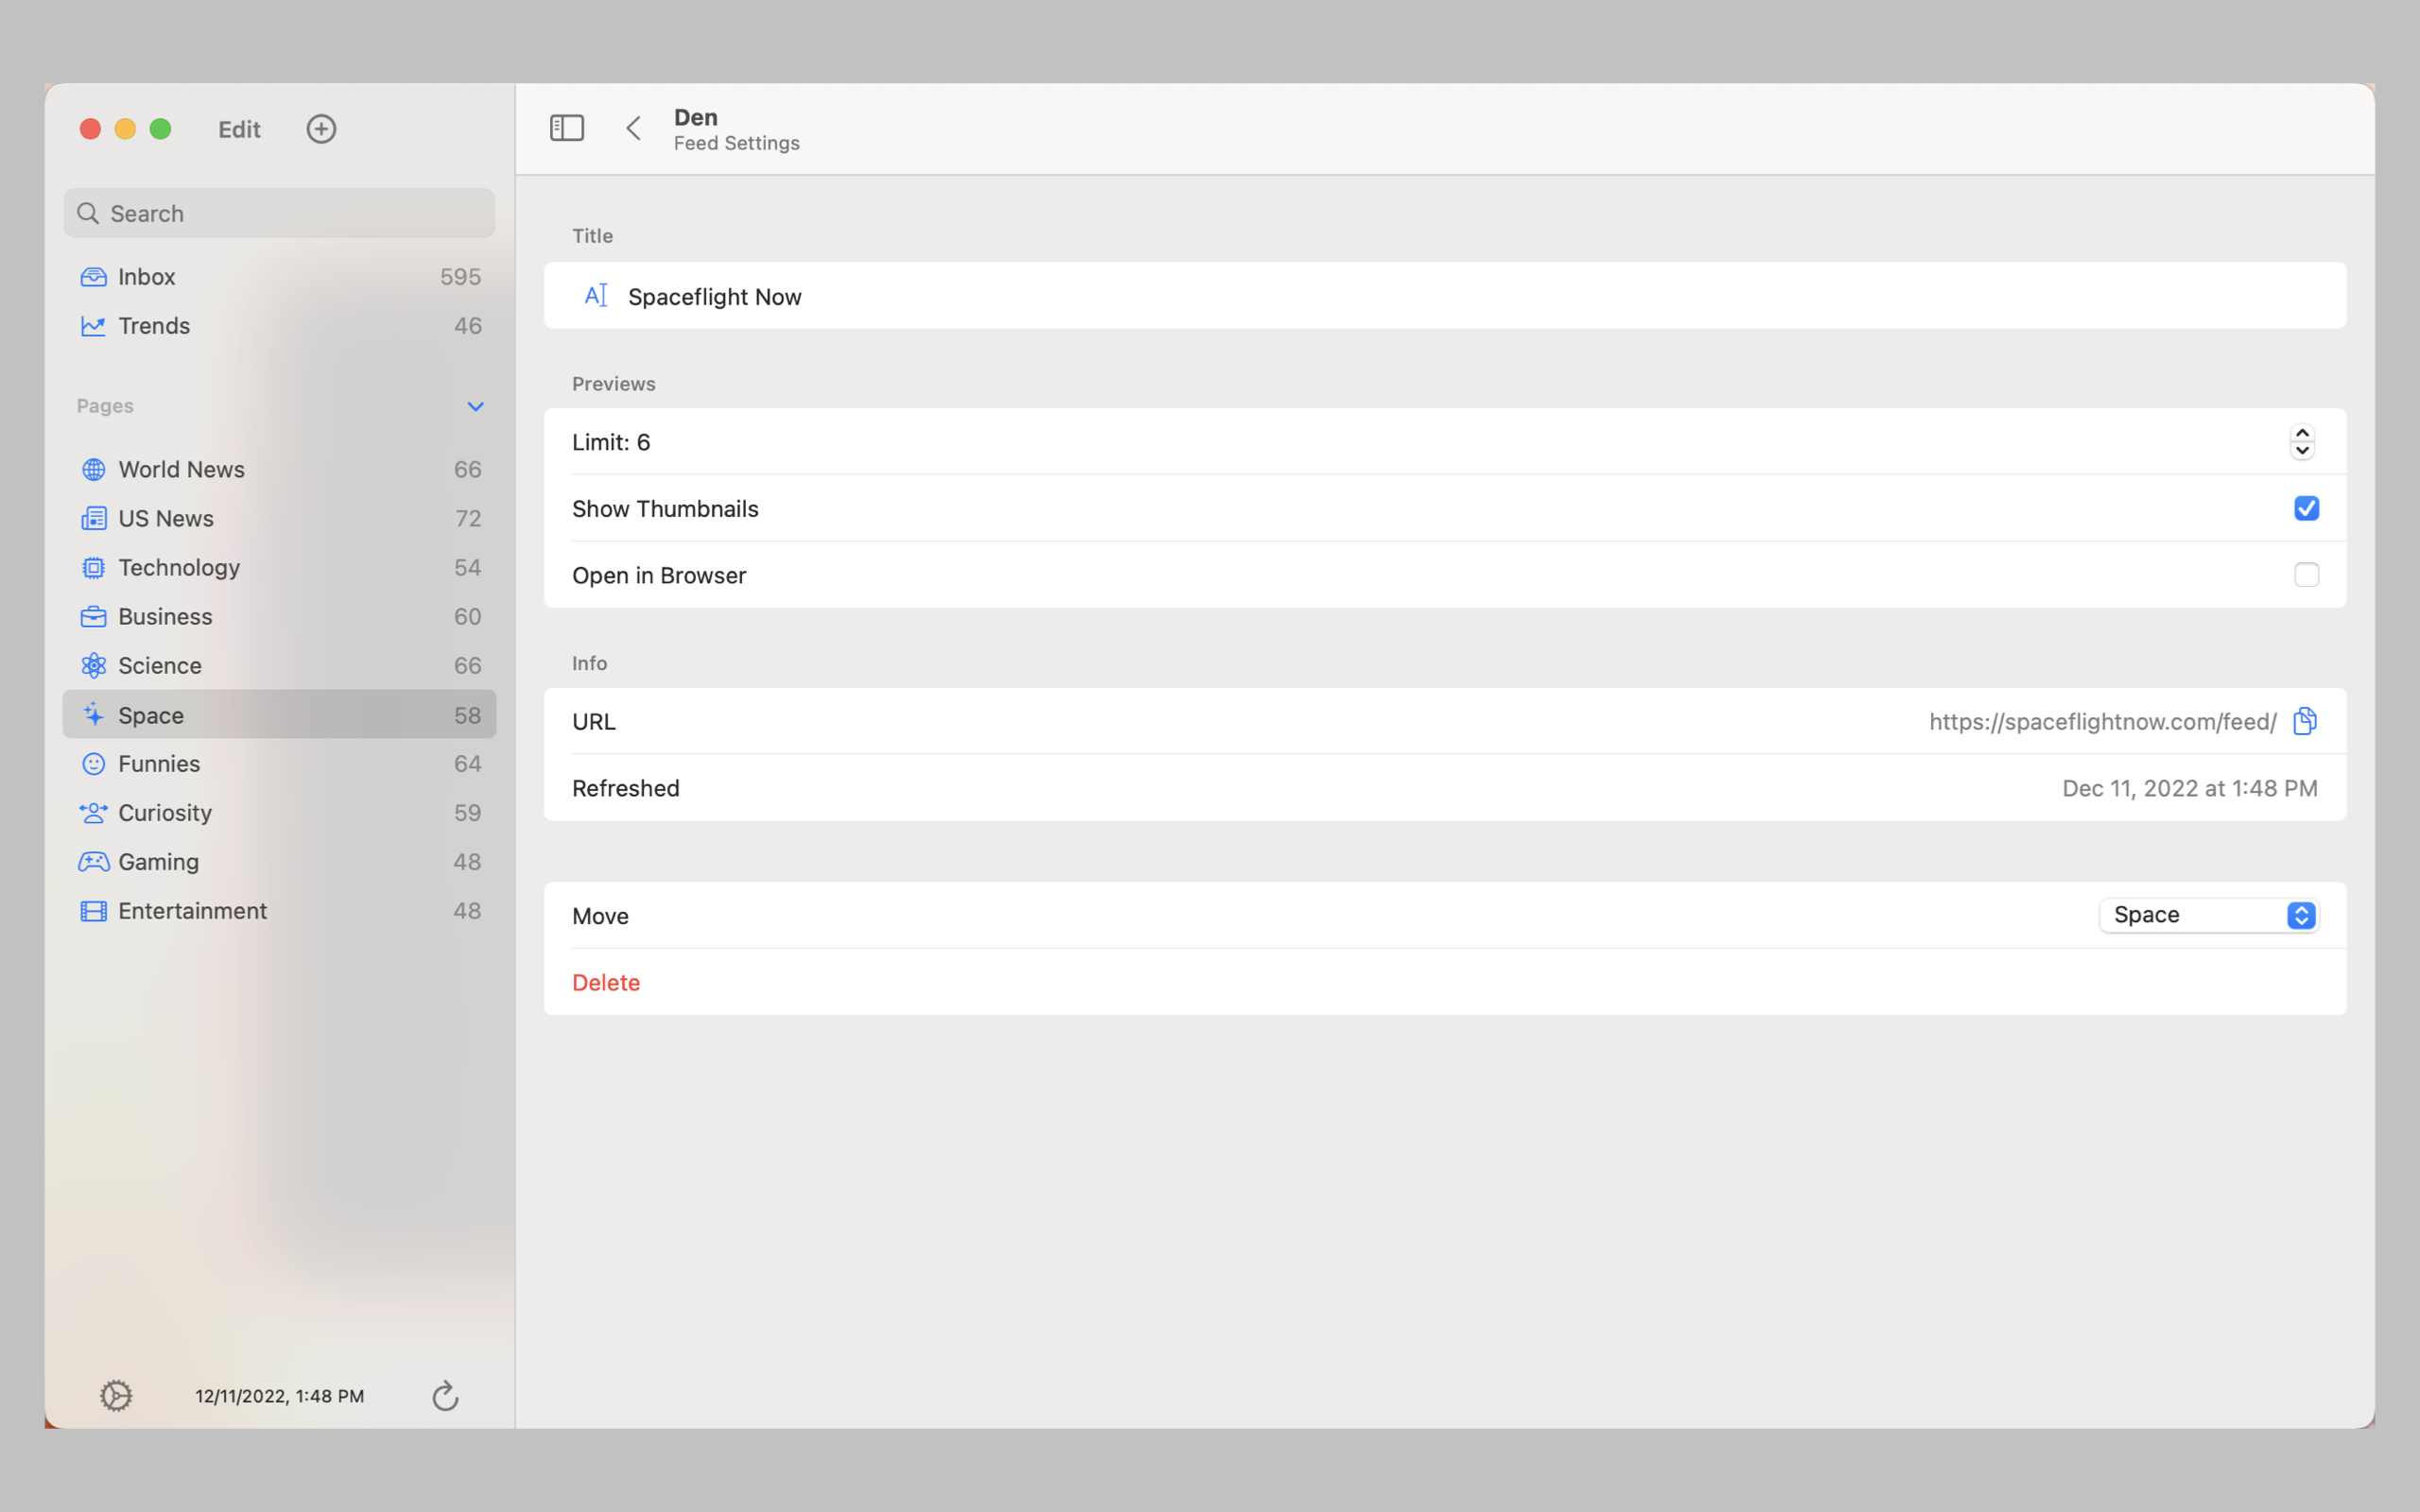 Edit
Search
Inbox 595
Trends 46
Pages
World News 66
US News 72
Technology 54
Business 60
Science 66
Space 58
Funnies 64
Curiosity 59
Gaming 48
Entertainment 48
12/11/2022, 1:48 PM
Den
Feed Settings
Title
Spaceflight Now
Previews
Limit: 6
Show Thumbnails
Open in Browser
Info
URL https://spaceflightnow.com/feed/
Refreshed Dec 11, 2022 at 1:48 PM
Move Space
Delete